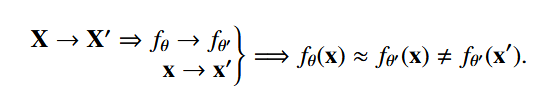 X → X′ ⇒ f_θ → f_θ′
x → x′ } ⟹ f_θ(x) ≈ f_θ′(x) ≠ f_θ′(x′).